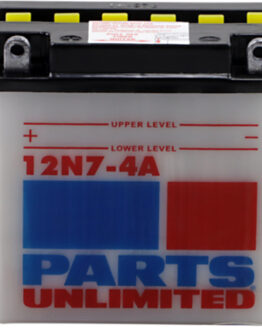 UPPER LEVEL
+ -
LOWER LEVEL
12N7-4A
PARTS
UNLIMITED